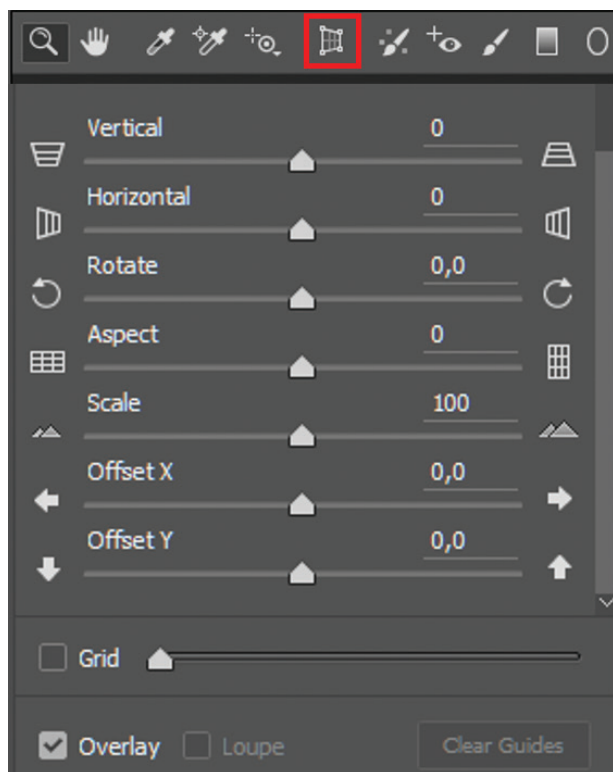 Vertical 0
Horizontal 0
Rotate 0,0
Aspect 0
Scale 100
Offset X 0,0
Offset Y 0,0
Grid
Overlay Loupe Clear Guides